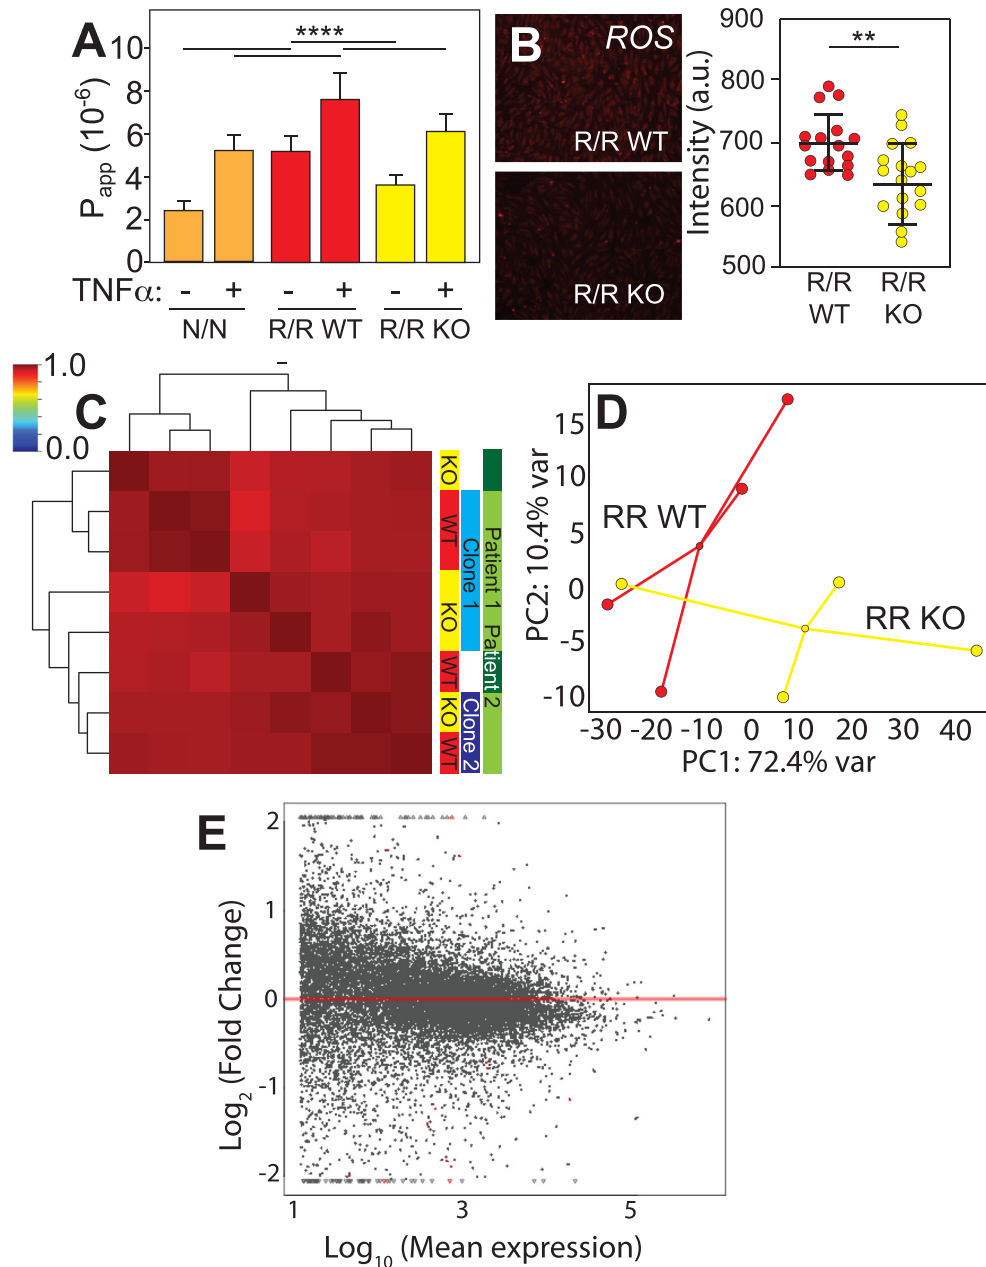 A
****
10
8
6
4
2
0
P_app (10^-6)
TNFα: - + - + - +
N/N R/R WT R/R KO
B
ROS
R/R WT
R/R KO
**
900
800
700
600
500
Intensity (a.u.)
R/R R/R
WT KO
C
1.0
0.0
KO
WT
KO
WT
KO
WT
Clone 1
Clone 2
Patient 1
Patient 2
D
15
10
5
0
-5
-10
PC2: 10.4% var
RR WT
RR KO
-30 -20 -10 0 10 20 30 40
PC1: 72.4% var
E
2
1
0
-1
-2
Log₂ (Fold Change)
1 3 5
Log₁₀ (Mean expression)